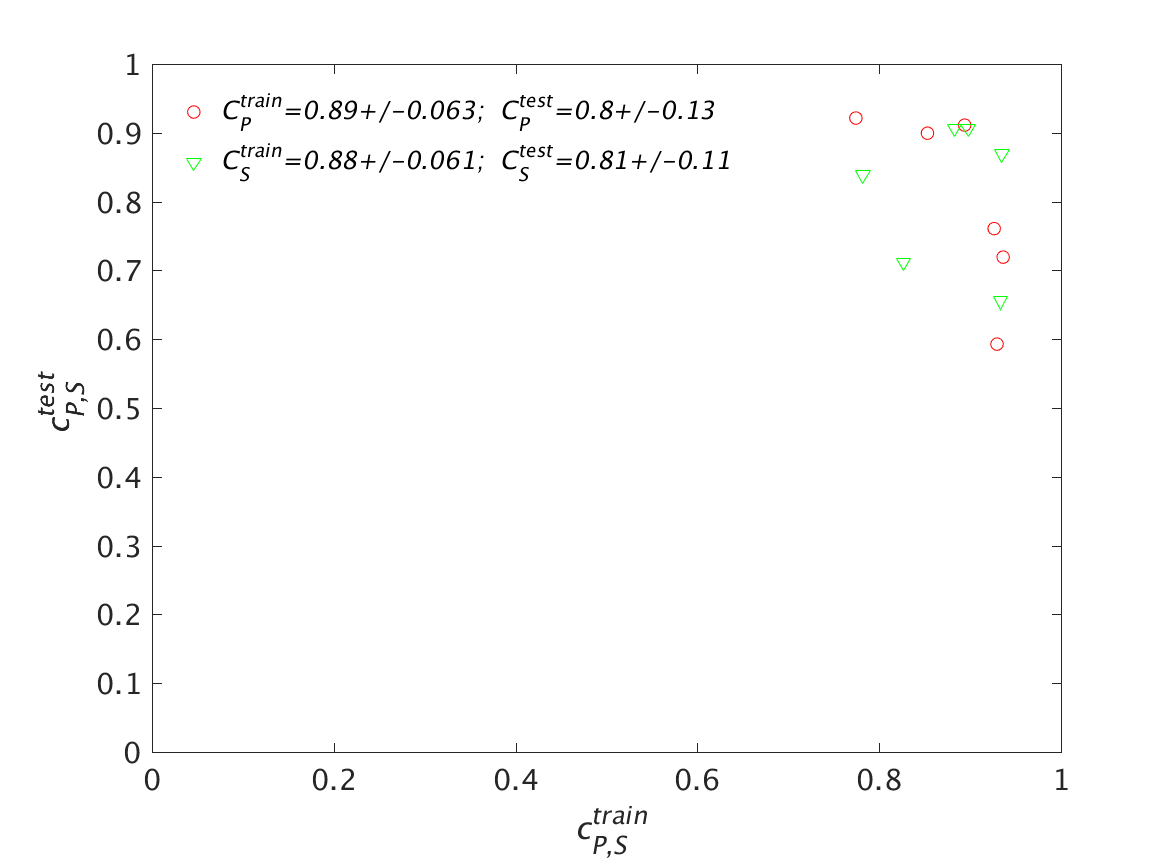 1
0.9
0.8
0.7
0.6
0.5
0.4
0.3
0.2
0.1
0
C_P^train=0.89+/-0.063; C_P^test=0.8+/-0.13
C_S^train=0.88+/-0.061; C_S^test=0.81+/-0.11
c_P,S^test
0 0.2 0.4 0.6 0.8 1
c_P,S^train